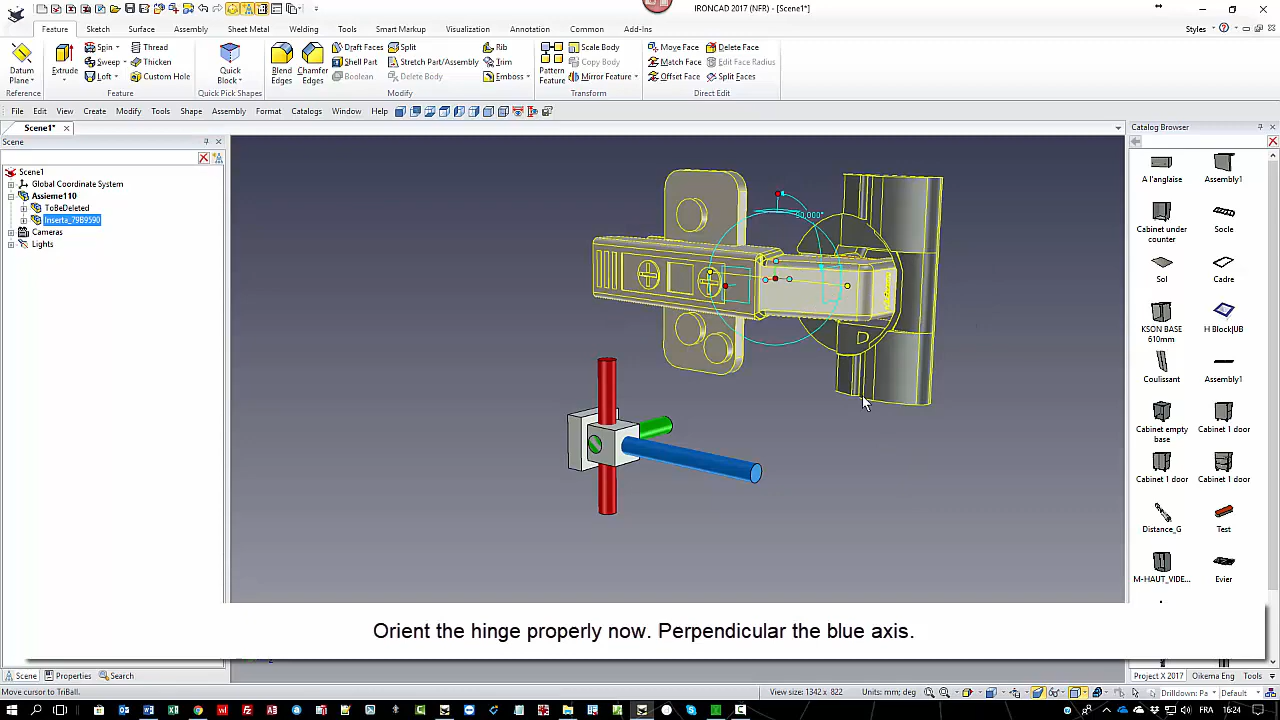 IRONCAD 2017 (NFR) - [Scene1*]
Feature Sketch Surface Assembly Sheet Metal Welding Tools Smart Markup Visualization Annotation Common Add-Ins Styles
Datum Plane Extrude Spin Sweep Loft Thread Thicken Custom Hole Quick Block Blend Edges Chamfer Edges Draft Faces Shell Part Boolean Split Stretch Part/Assembly Delete Body Rib Trim Emboss Pattern Feature Scale Body Copy Body Mirror Feature Move Face Match Face Offset Face Delete Face Edit Face Radius Split Faces
Reference Feature Quick Pick Shapes Modify Transform Direct Edit
File Edit View Create Modify Tools Shape Assembly Format Catalogs Window Help
Scene1*
Scene
Catalog Browser
Scene1
Global Coordinate System
Assieme110
ToBeDeleted
Inserta_79B9590
Cameras
Lights
D
A l'anglaise Assembly1
Cabinet under counter Socle
Sol Cadre
KSON BASE 610mm H Block|UB
Coulissant Assembly1
Cabinet empty base Cabinet 1 door
Cabinet 1 door Cabinet 1 door
Distance_G Test
M-HAUT_VIDE... Evier
Orient the hinge properly now. Perpendicular the blue axis.
Scene Properties Search
Project X 2017 Oikema Eng Tools
Move cursor to TriBall.
View size: 1342 x 822 Units: mm; deg
Drilldown: Pa Default
FRA 16:24